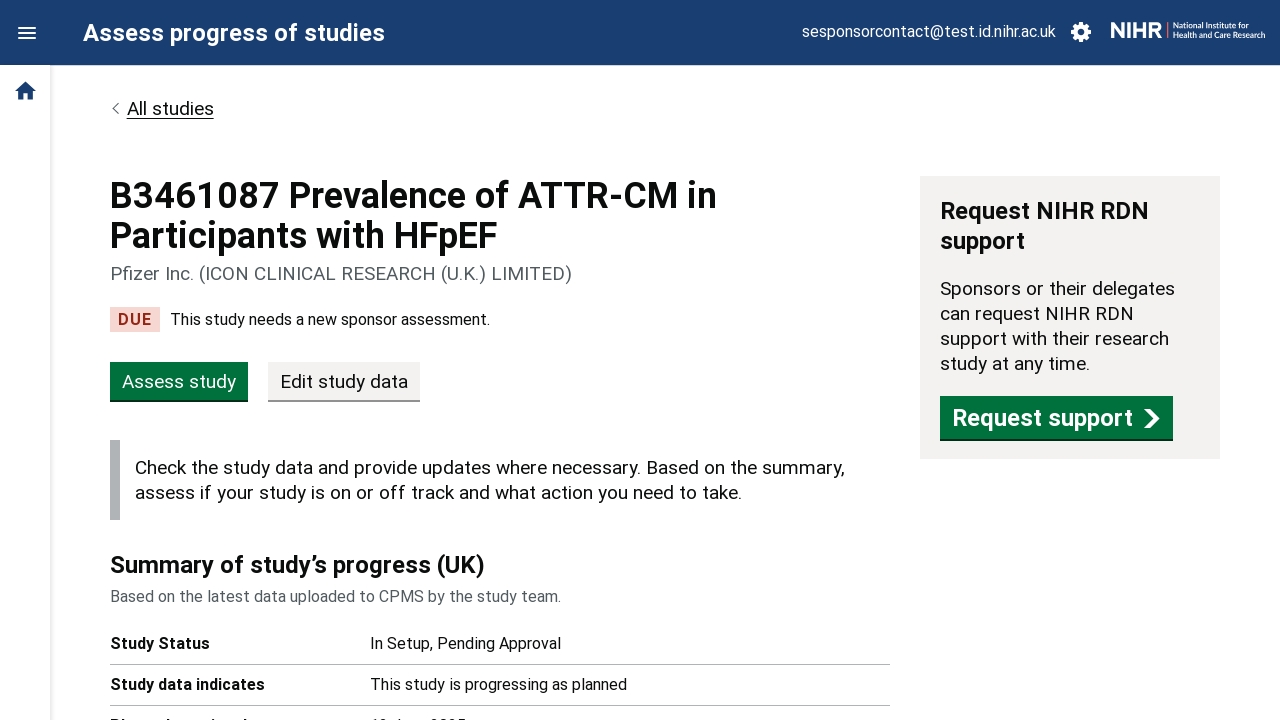 Assess progress of studies
sesponsorcontact@test.id.nihr.ac.uk
NIHR | National Institute for
Health and Care Research
All studies
B3461087 Prevalence of ATTR-CM in
Participants with HFpEF
Pfizer Inc. (ICON CLINICAL RESEARCH (U.K.) LIMITED)
DUE This study needs a new sponsor assessment.
Assess study
Edit study data
Check the study data and provide updates where necessary. Based on the summary,
assess if your study is on or off track and what action you need to take.
Summary of study’s progress (UK)
Based on the latest data uploaded to CPMS by the study team.
Study Status In Setup, Pending Approval
Study data indicates This study is progressing as planned
Request NIHR RDN
support
Sponsors or their delegates
can request NIHR RDN
support with their research
study at any time.
Request support